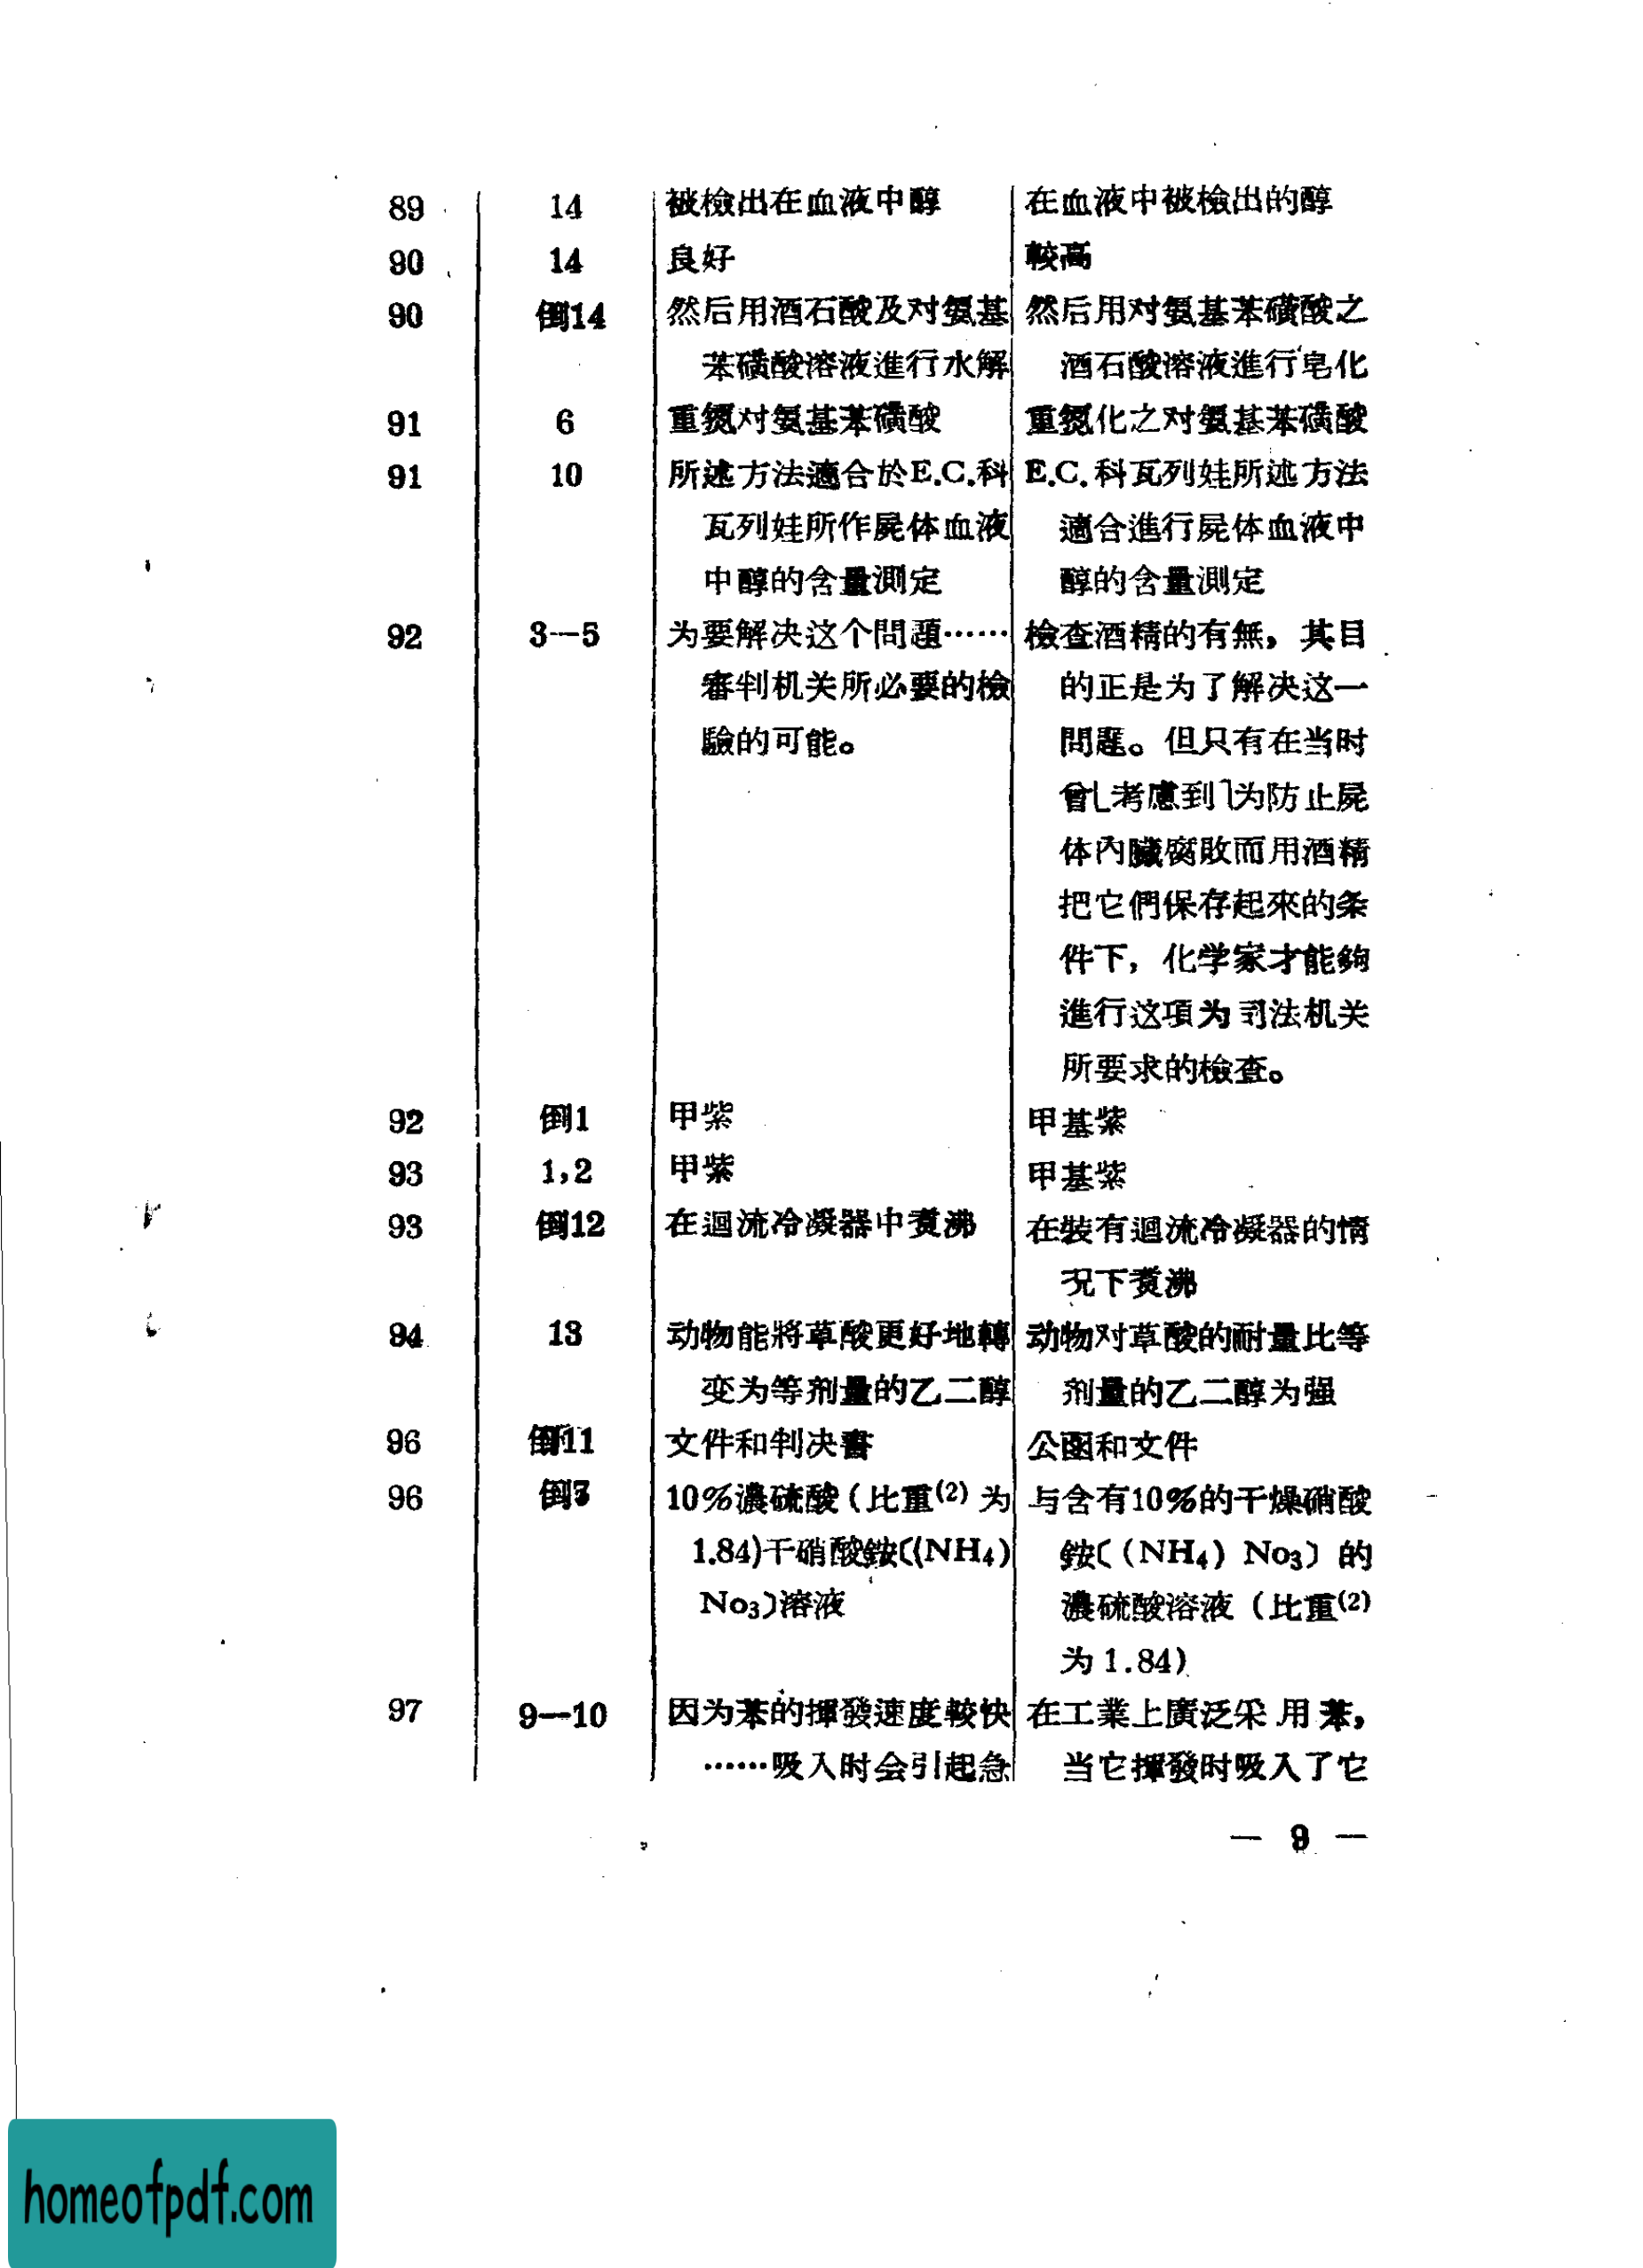 89 14 被檢出在血液中醇 在血液中被檢出的醇
90 14 良好 較高
90 倒14 然后用酒石酸及对氨基 然后用对氨基苯磺酸之
苯磺酸溶液進行水解 酒石酸溶液進行皂化
91 6 重氮对氨基苯磺酸 重氮化之对氨基苯磺酸
91 10 所述方法適合於E.C.科 E.C.科瓦列娃所述方法
瓦列娃所作屍体血液 適合進行屍体血液中
中醇的含量測定 醇的含量測定
92 3—5 为要解决这个問題…… 檢查酒精的有無，其目
審判机关所必要的檢 的正是为了解决这一
驗的可能。 問題。但只有在当时
曾考慮到为防止屍
体內臟腐敗而用酒精
把它們保存起來的条
件下，化学家才能夠
進行这項为司法机关
所要求的檢查。
92 倒1 甲紫 甲基紫
93 1,2 甲紫 甲基紫
93 倒12 在迴流冷凝器中煑沸 在裝有迴流冷凝器的情
况下煑沸
94 13 动物能將草酸更好地轉 动物对草酸的耐量比等
变为等剂量的乙二醇 剂量的乙二醇为强
96 倒11 文件和判决書 公函和文件
96 倒 10%濃硫酸（比重(2)为 与含有10%的干燥硝酸
1.84)干硝酸銨〔(NH4) 銨〔（NH4）No3〕的
No3〕溶液 濃硫酸溶液（比重(2)
为1.84)
97 9—10 因为苯的揮發速度較快 在工業上廣泛采用苯，
……吸入时会引起急 当它揮發时吸入了它
— 9 —
homeofpdf.com